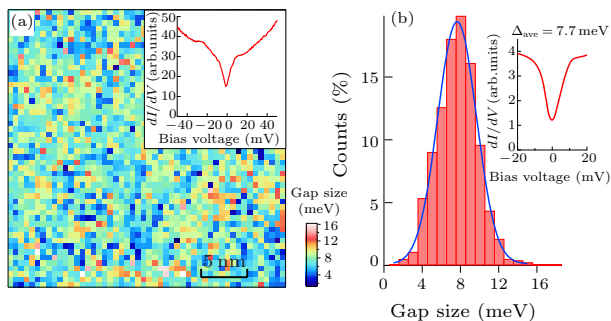 (a)
50
40
30
20
10
0
dI/dV (arb.units)
−40 −20 0 20 40
Bias voltage (mV)
Gap size
(meV)
16
12
8
4
5 nm
(b)
Counts (%)
15
10
5
0
0 4 8 12 16
Gap size (meV)
Δave = 7.7 meV
dI/dV (arb.units)
4
3
2
1
0
−20 0 20
Bias voltage (mV)